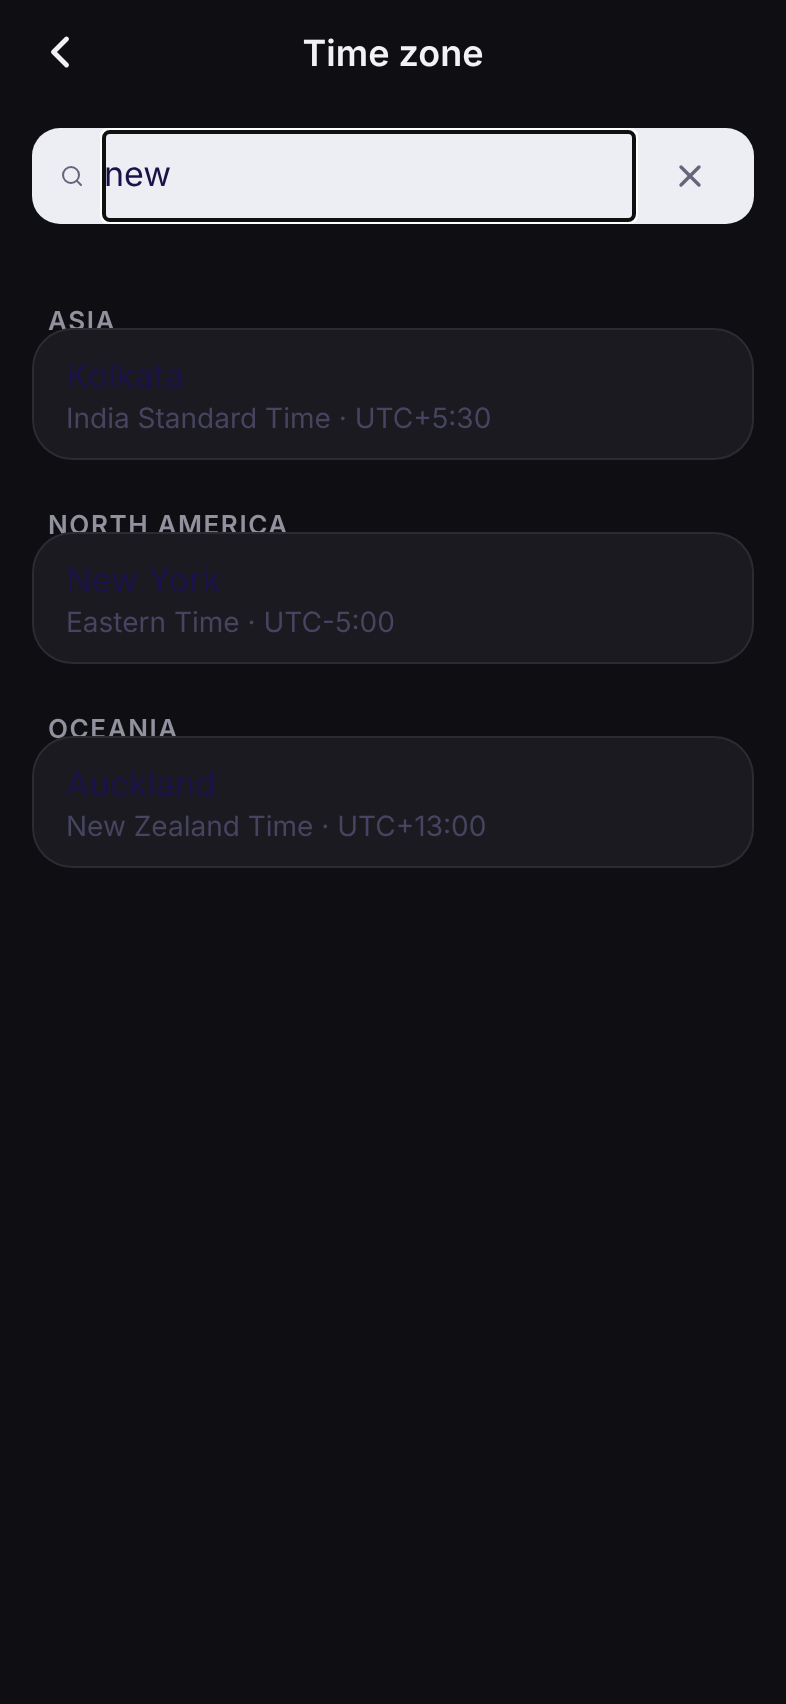 Time zone
new
ASIA
Kolkata
India Standard Time · UTC+5:30
NORTH AMERICA
New York
Eastern Time · UTC-5:00
OCEANIA
Auckland
New Zealand Time · UTC+13:00